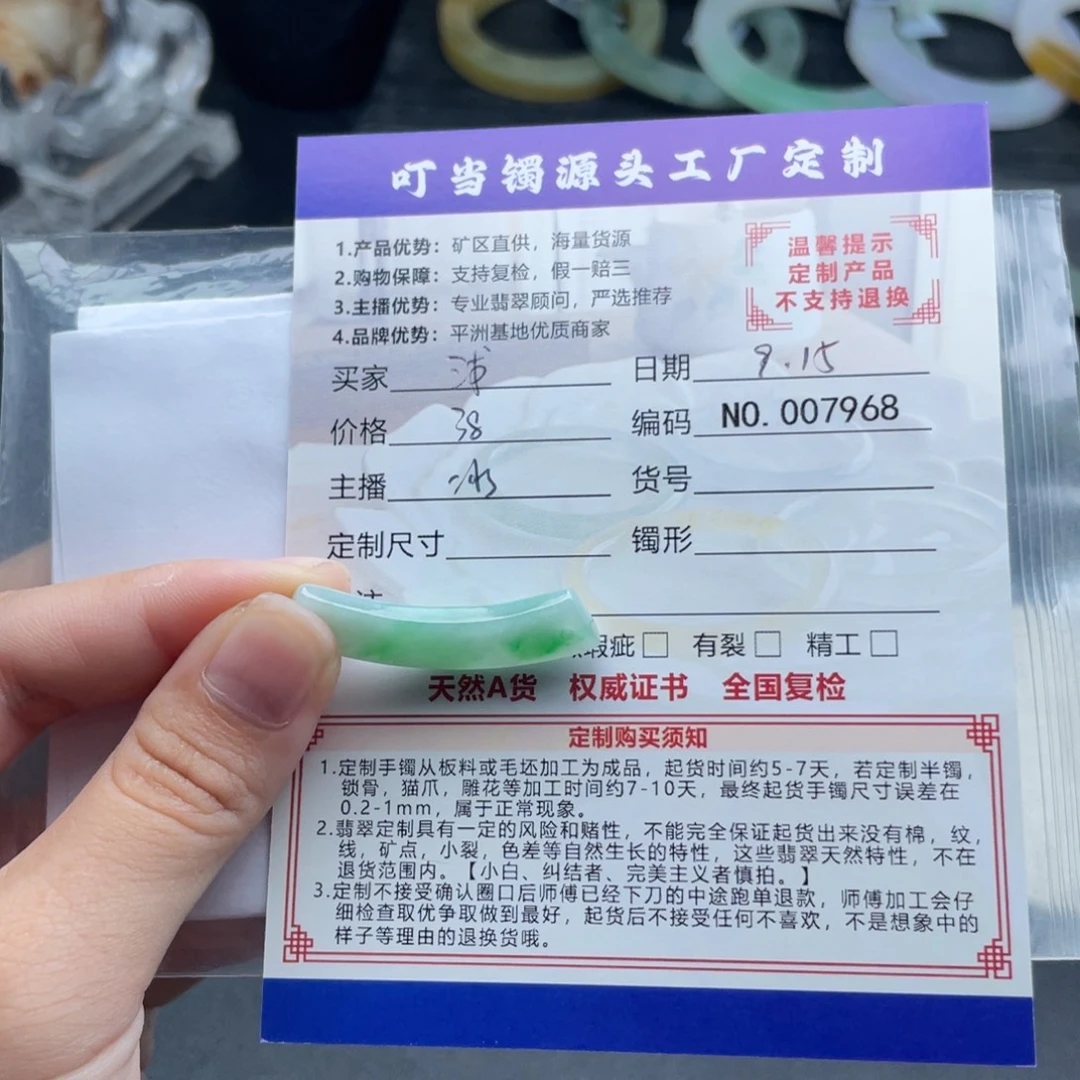 叮当镯源头工厂定制
1.产品优势：矿区直供，海量货源
2.购物保障：支持复检，假一赔三
3.主播优势：专业翡翠顾问，严选推荐
4.品牌优势：平洲基地优质商家
温馨提示
定制产品
不支持退换
买家 日期 9.15
价格 38 编码 NO.007968
主播 冰 货号
定制尺寸 镯形
瑕疵□ 有裂□ 精工□
天然A货 权威证书 全国复检
定制购买须知
1.定制手镯从板料或毛坯加工为成品，起货时间约5-7天，若定制半镯，
锁骨，猫爪，雕花等加工时间约7-10天，最终起货手镯尺寸误差在
0.2-1mm，属于正常现象。
2.翡翠定制具有一定的风险和赌性，不能完全保证起货出来没有棉，纹，
线，矿点，小裂，色差等自然生长的特性，这些翡翠天然特性，不在
退货范围内。【小白、纠结者、完美主义者慎拍。】
3.定制不接受确认圈口后师傅已经下刀的中途跑单退款，师傅加工会仔
细检查取优争取做到最好，起货后不接受任何不喜欢，不是想象中的
样子等理由的退换货哦。